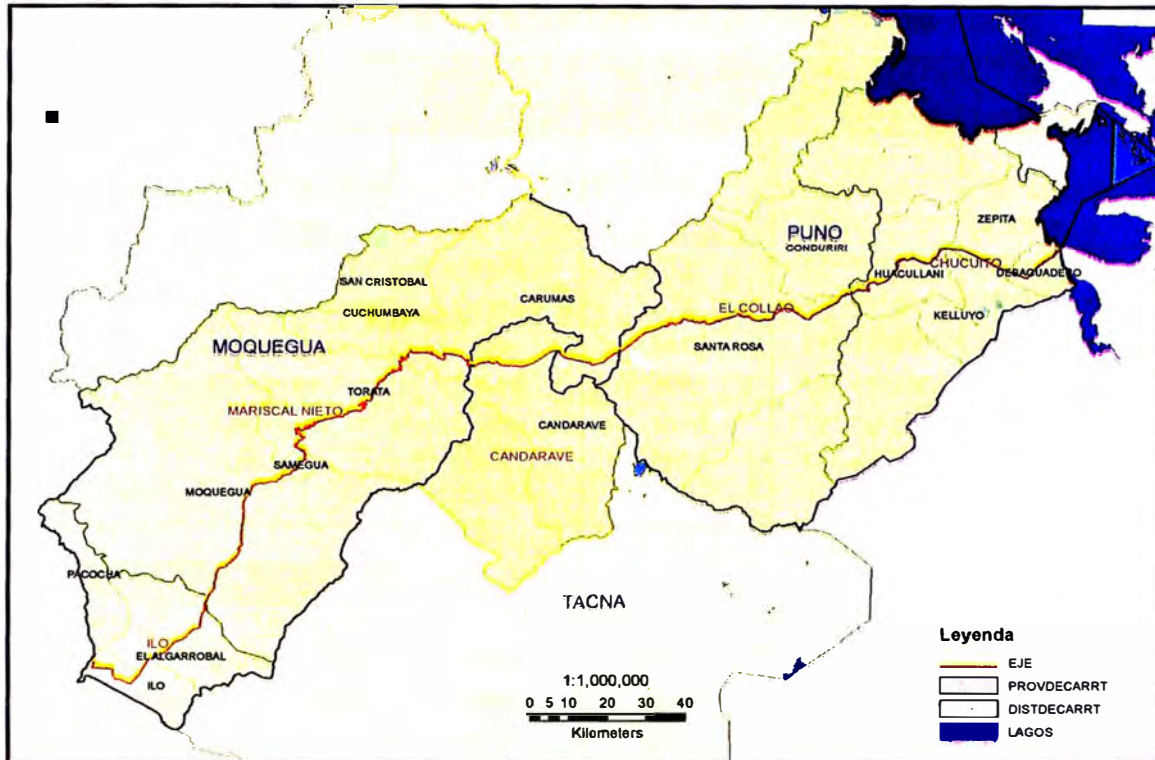 ZEPITA
PUNO
CONDURIRI
CHUCUITO
HUACULLANI
DESAGUADERO
SAN CRISTOBAL
CARUMAS
EL COLLAO
CUCHUMBAYA
KELLUYO
MOQUEGUA
SANTA ROSA
TORATA
MARISCAL NIETO
CANDARAVE
CANDARAVE
SAMEGUA
MOQUEGUA
PACOCHA
TACNA
ILO
EL ALGARROBAL
ILO
1:1,000,000
0 5 10 20 30 40
Kilometers
Leyenda
EJE
PROVDECARRT
DISTDECARRT
LAGOS